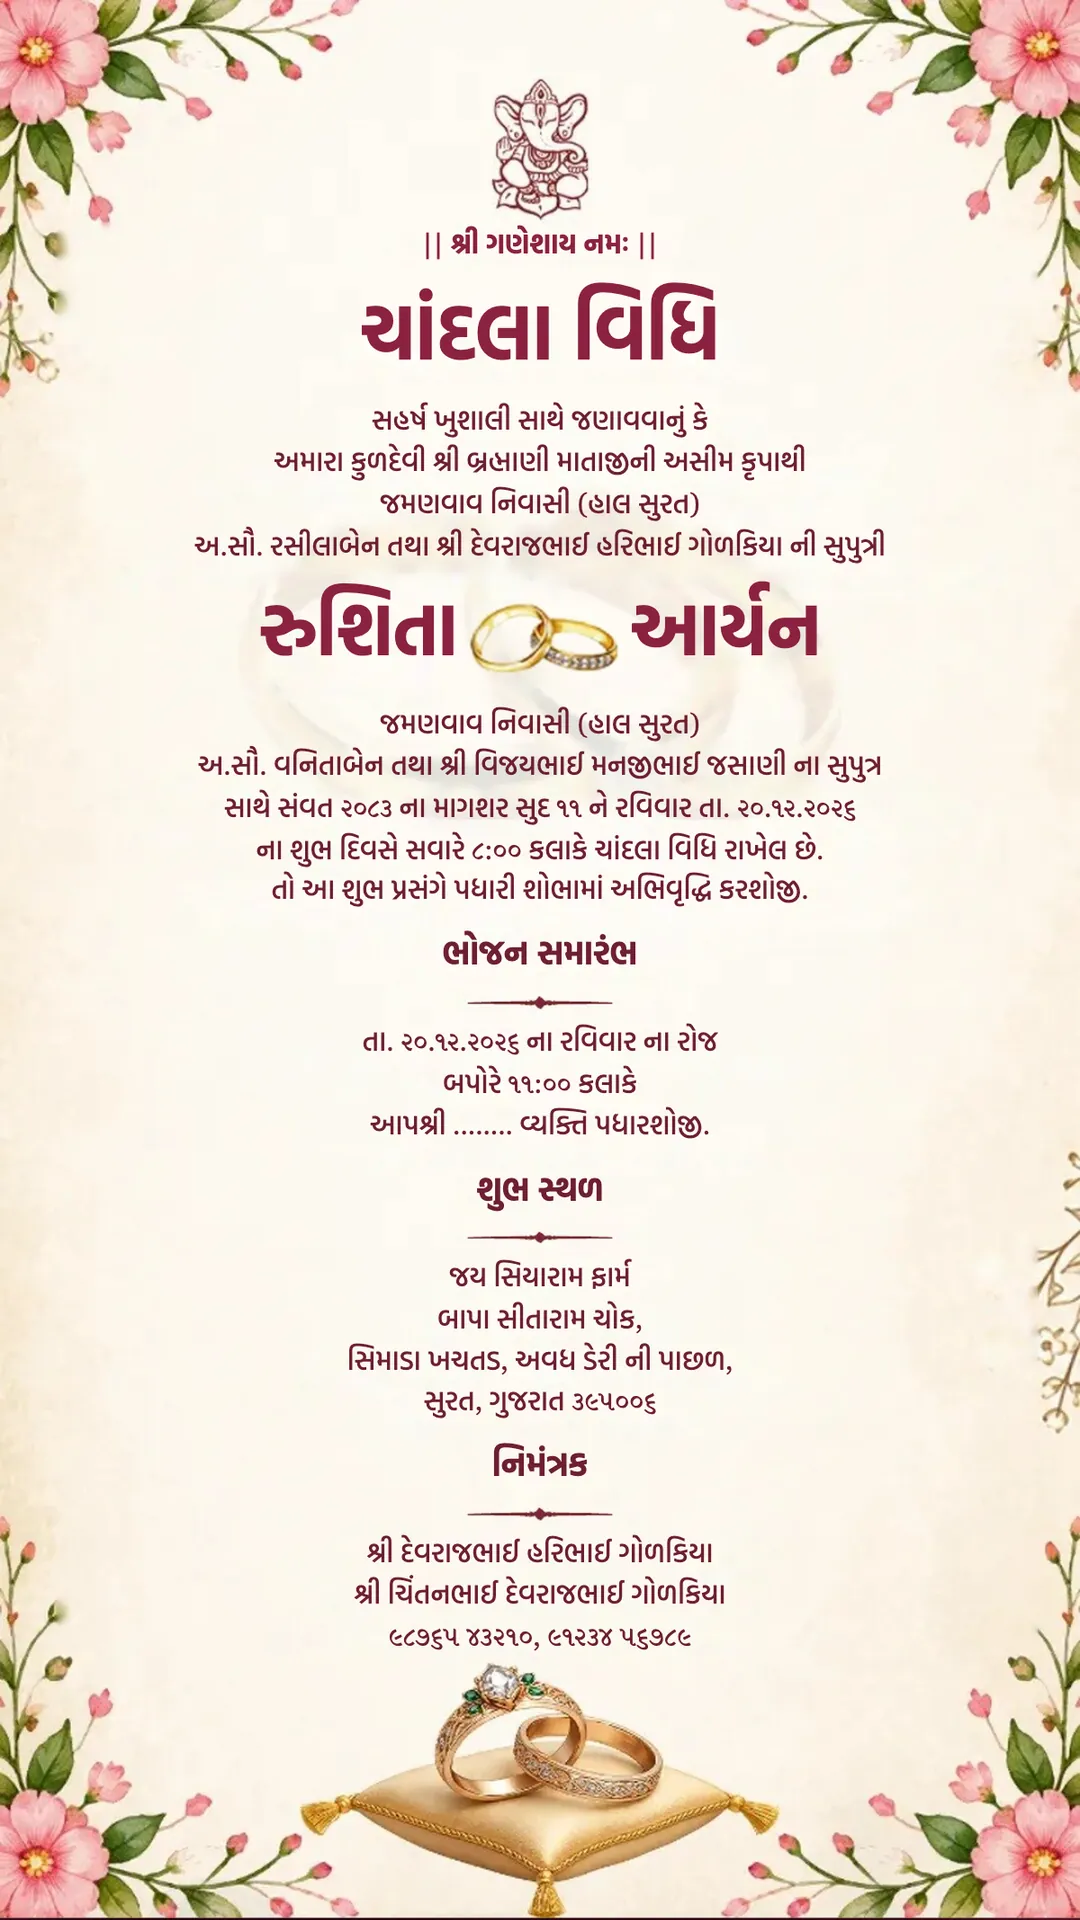 || શ્રી ગણેશાય નમઃ ||
ચાંદલા વિધિ
સહર્ષ ખુશાલી સાથે જણાવવાનું કે
અમારા કુળદેવી શ્રી બ્રહ્માણી માતાજીની અસીમ કૃપાથી
જમણવાવ નિવાસી (હાલ સુરત)
અ.સૌ. રસીલાબેન તથા શ્રી દેવરાજભાઈ હરિભાઈ ગોળકિયા ની સુપુત્રી
રુશિતા આર્યન
જમણવાવ નિવાસી (હાલ સુરત)
અ.સૌ. વનિતાબેન તથા શ્રી વિજયભાઈ મનજીભાઈ જસાણી ના સુપુત્ર
સાથે સંવત ૨૦૮૩ ના માગશર સુદ ૧૧ ને રવિવાર તા. ૨૦.૧૨.૨૦૨૬
ના શુભ દિવસે સવારે ૮:૦૦ કલાકે ચાંદલા વિધિ રાખેલ છે.
તો આ શુભ પ્રસંગે પધારી શોભામાં અભિવૃદ્ધિ કરશોજી.
ભોજન સમારંભ
તા. ૨૦.૧૨.૨૦૨૬ ના રવિવાર ના રોજ
બપોરે ૧૧:૦૦ કલાકે
આપશ્રી ........ વ્યક્તિ પધારશોજી.
શુભ સ્થળ
જય સિયારામ ફાર્મ
બાપા સીતારામ ચોક,
સિમાડા ખચતડ, અવધ ડેરી ની પાછળ,
સુરત, ગુજરાત ૩૯૫૦૦૬
નિમંત્રક
શ્રી દેવરાજભાઈ હરિભાઈ ગોળકિયા
શ્રી ચિંતનભાઈ દેવરાજભાઈ ગોળકિયા
૯૮૭૬૫ ૪૩૨૧૦, ૯૧૨૩૪ ૫૬૭૮૯